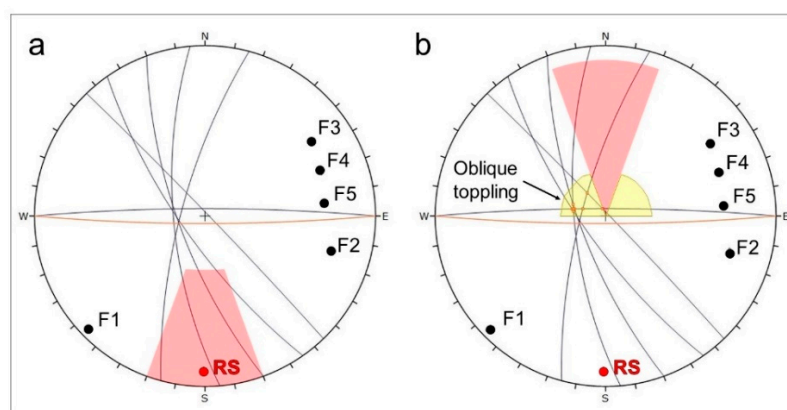 a
N
F3
F4
F5
W
E
F2
F1
RS
S
b
N
F3
Oblique
toppling
F4
F5
W
E
F2
F1
RS
S